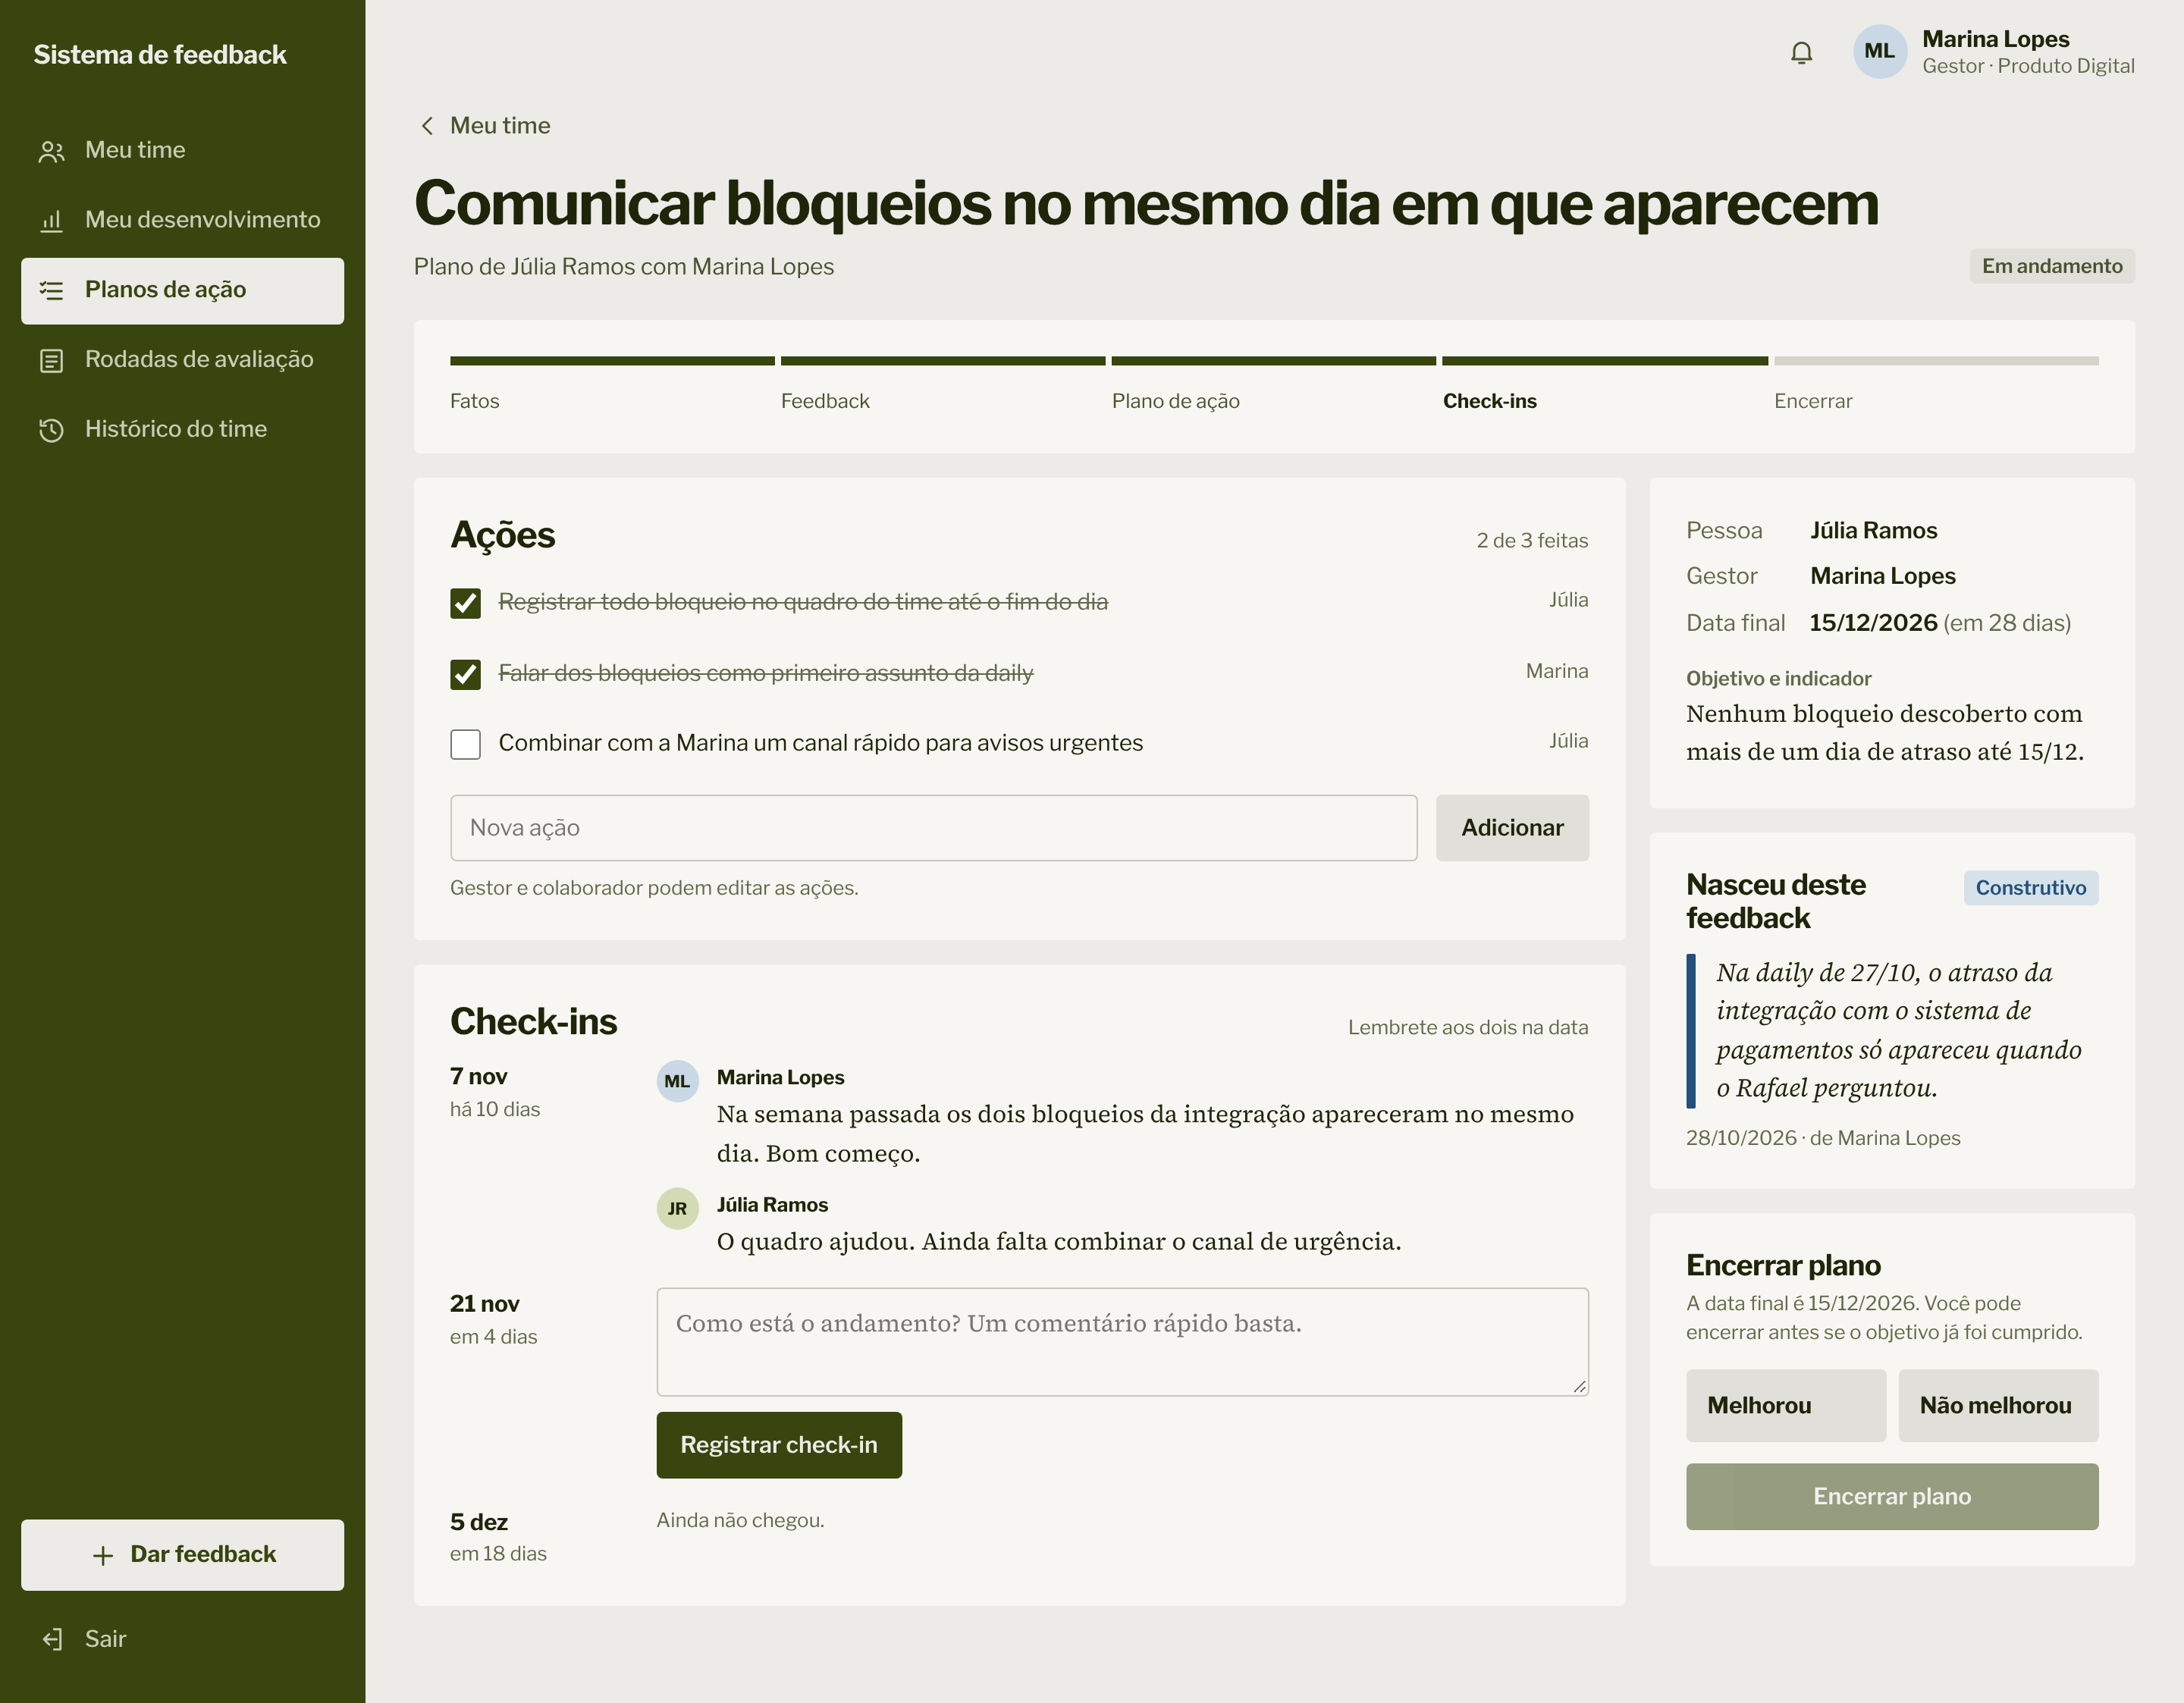 Sistema de feedback
Meu time
Meu desenvolvimento
Planos de ação
Rodadas de avaliação
Histórico do time
Dar feedback
Sair
ML
Marina Lopes
Gestor · Produto Digital
Meu time
Comunicar bloqueios no mesmo dia em que aparecem
Plano de Júlia Ramos com Marina Lopes
Em andamento
Fatos
Feedback
Plano de ação
Check-ins
Encerrar
Ações
2 de 3 feitas
Registrar todo bloqueio no quadro do time até o fim do dia
Júlia
Falar dos bloqueios como primeiro assunto da daily
Marina
Combinar com a Marina um canal rápido para avisos urgentes
Júlia
Nova ação
Adicionar
Gestor e colaborador podem editar as ações.
Check-ins
Lembrete aos dois na data
7 nov
há 10 dias
ML
Marina Lopes
Na semana passada os dois bloqueios da integração apareceram no mesmo
dia. Bom começo.
JR
Júlia Ramos
O quadro ajudou. Ainda falta combinar o canal de urgência.
21 nov
em 4 dias
Como está o andamento? Um comentário rápido basta.
Registrar check-in
5 dez
em 18 dias
Ainda não chegou.
Pessoa
Júlia Ramos
Gestor
Marina Lopes
Data final
15/12/2026 (em 28 dias)
Objetivo e indicador
Nenhum bloqueio descoberto com
mais de um dia de atraso até 15/12.
Nasceu deste
feedback
Construtivo
Na daily de 27/10, o atraso da
integração com o sistema de
pagamentos só apareceu quando
o Rafael perguntou.
28/10/2026 · de Marina Lopes
Encerrar plano
A data final é 15/12/2026. Você pode
encerrar antes se o objetivo já foi cumprido.
Melhorou
Não melhorou
Encerrar plano